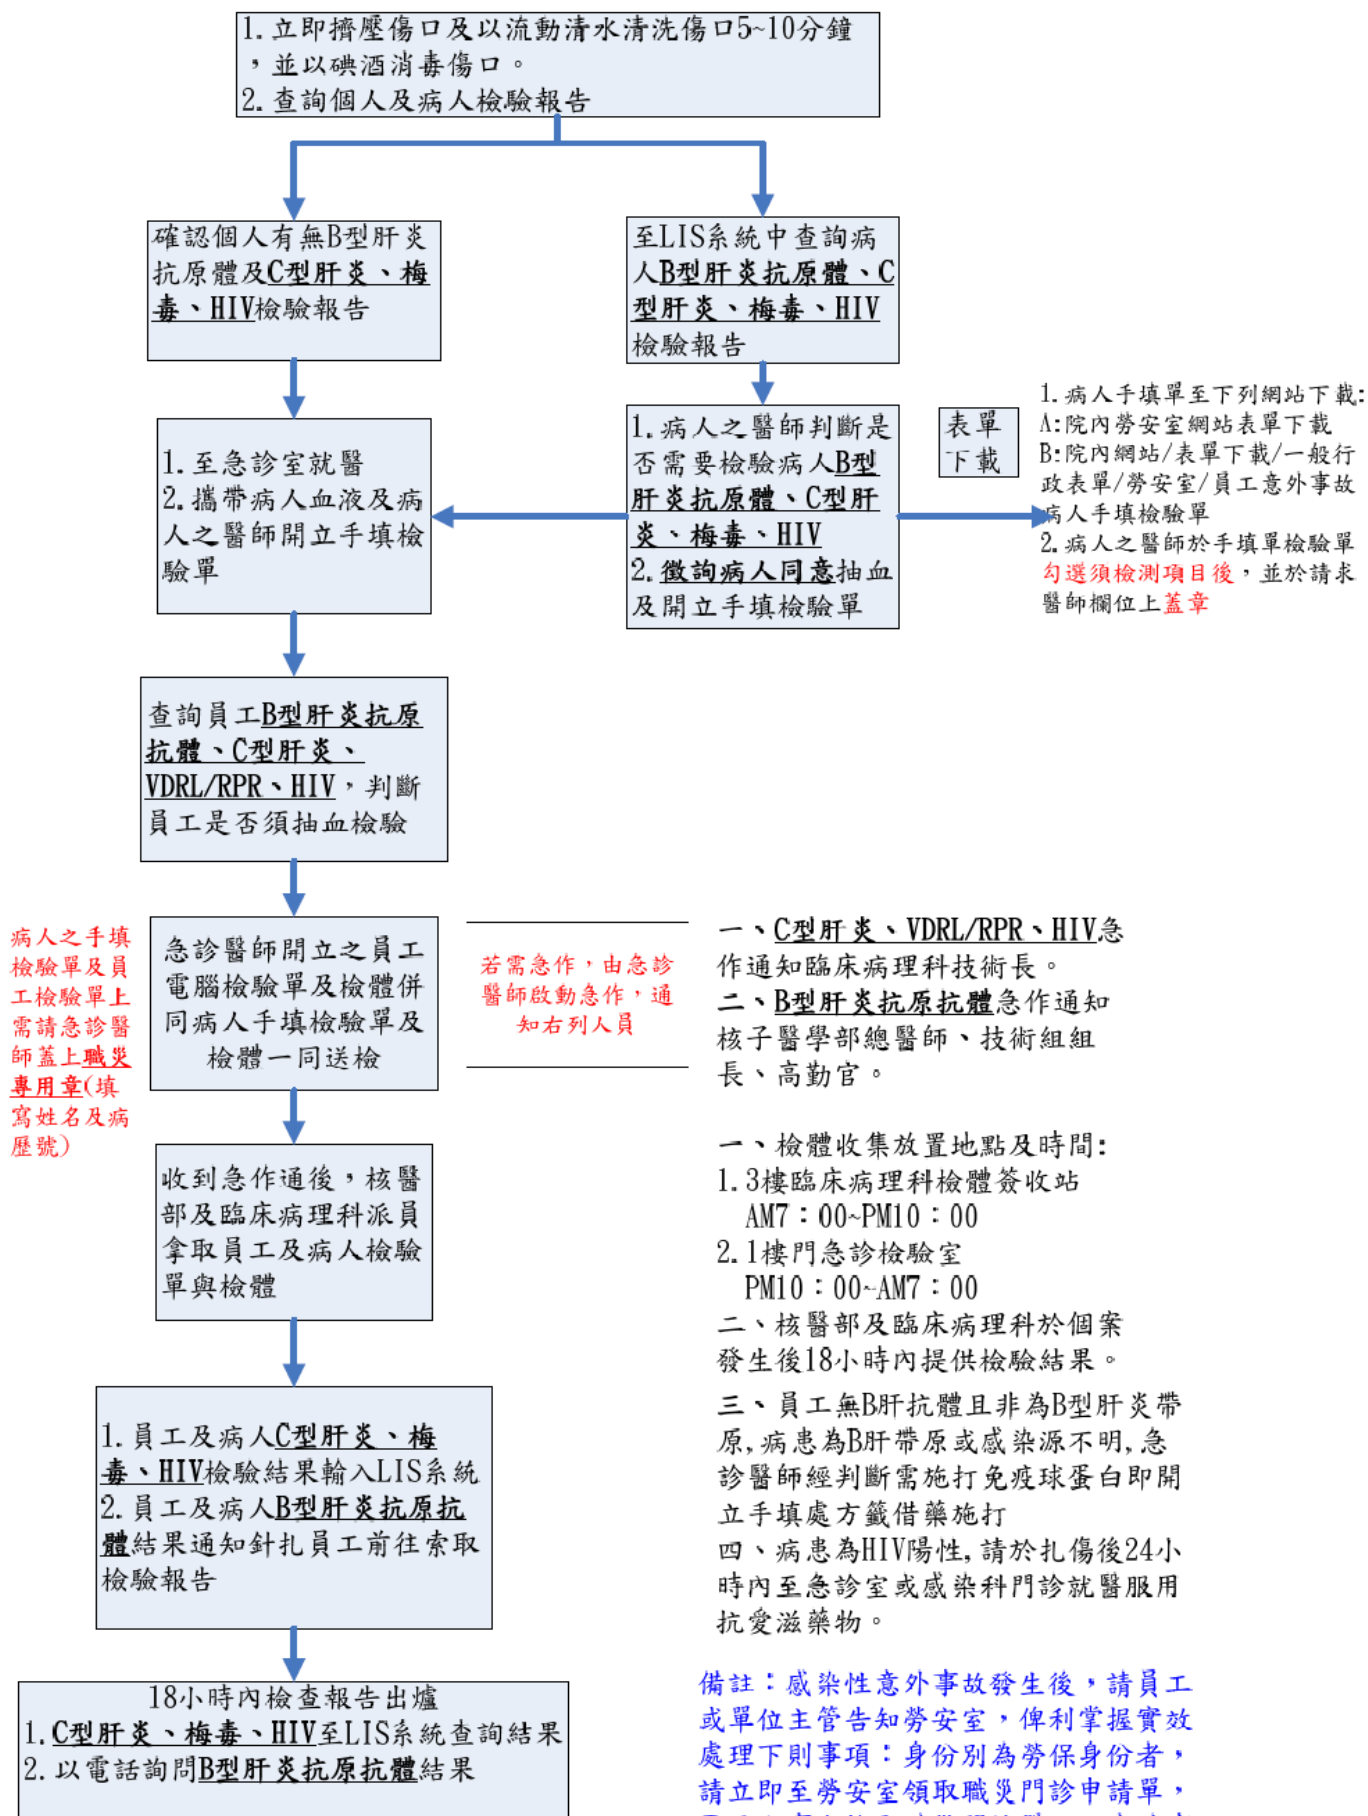 1.立即擠壓傷口及以流動清水清洗傷口5~10分鐘
，並以碘酒消毒傷口。
2.查詢個人及病人檢驗報告
確認個人有無B型肝炎
抗原體及C型肝炎、梅
毒、HIV檢驗報告
至LIS系統中查詢病
人B型肝炎抗原體、C
型肝炎、梅毒、HIV
檢驗報告
1.至急診室就醫
2.攜帶病人血液及病
人之醫師開立手填檢
驗單
1.病人之醫師判斷是
否需要檢驗病人B型
肝炎抗原體、C型肝
炎、梅毒、HIV
2.徵詢病人同意抽血
及開立手填檢驗單
表單
下載
1.病人手填單至下列網站下載:
A:院內勞安室網站表單下載
B:院內網站/表單下載/一般行
政表單/勞安室/員工意外事故
病人手填檢驗單
2.病人之醫師於手填單檢驗單
勾選須檢測項目後，並於請求
醫師欄位上蓋章
查詢員工B型肝炎抗原
抗體、C型肝炎、
VDRL/RPR、HIV，判斷
員工是否須抽血檢驗
病人之手填
檢驗單及員
工檢驗單上
需請急診醫
師蓋上職災
專用章(填
寫姓名及病
歷號)
急診醫師開立之員工
電腦檢驗單及檢體併
同病人手填檢驗單及
檢體一同送檢
若需急作，由急診
醫師啟動急作，通
知右列人員
一、C型肝炎、VDRL/RPR、HIV急
作通知臨床病理科技術長。
二、B型肝炎抗原抗體急作通知
核子醫學部總醫師、技術組組
長、高勤官。
收到急作通後，核醫
部及臨床病理科派員
拿取員工及病人檢驗
單與檢體
一、檢體收集放置地點及時間:
1.3樓臨床病理科檢體簽收站
AM7：00~PM10：00
2.1樓門急診檢驗室
PM10：00~AM7：00
二、核醫部及臨床病理科於個案
發生後18小時內提供檢驗結果。
三、員工無B肝抗體且非為B型肝炎帶
原,病患為B肝帶原或感染源不明,急
診醫師經判斷需施打免疫球蛋白即開
立手填處方籤借藥施打
四、病患為HIV陽性,請於扎傷後24小
時內至急診室或感染科門診就醫服用
抗愛滋藥物。
1.員工及病人C型肝炎、梅
毒、HIV檢驗結果輸入LIS系統
2.員工及病人B型肝炎抗原抗
體結果通知針扎員工前往索取
檢驗報告
18小時內檢查報告出爐
1.C型肝炎、梅毒、HIV至LIS系統查詢結果
2.以電話詢問B型肝炎抗原抗體結果
備註：感染性意外事故發生後，請員工
或單位主管告知勞安室，俾利掌握實效
處理下則事項：身份別為勞保身份者，
請立即至勞安室領取職災門診申請單，